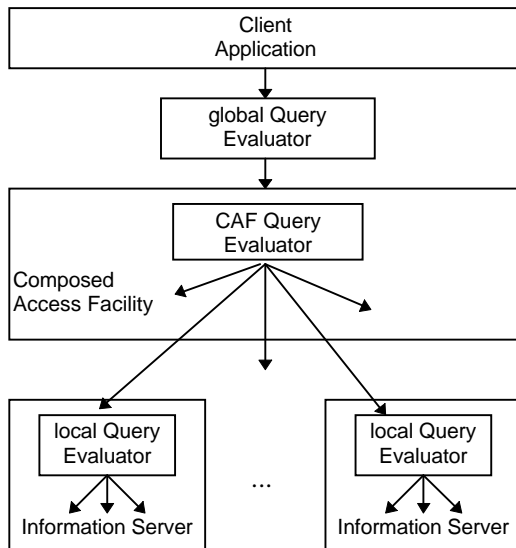 Client
Application
global Query
Evaluator
CAF Query
Evaluator
Composed
Access Facility
local Query
Evaluator
Information Server
...
local Query
Evaluator
Information Server